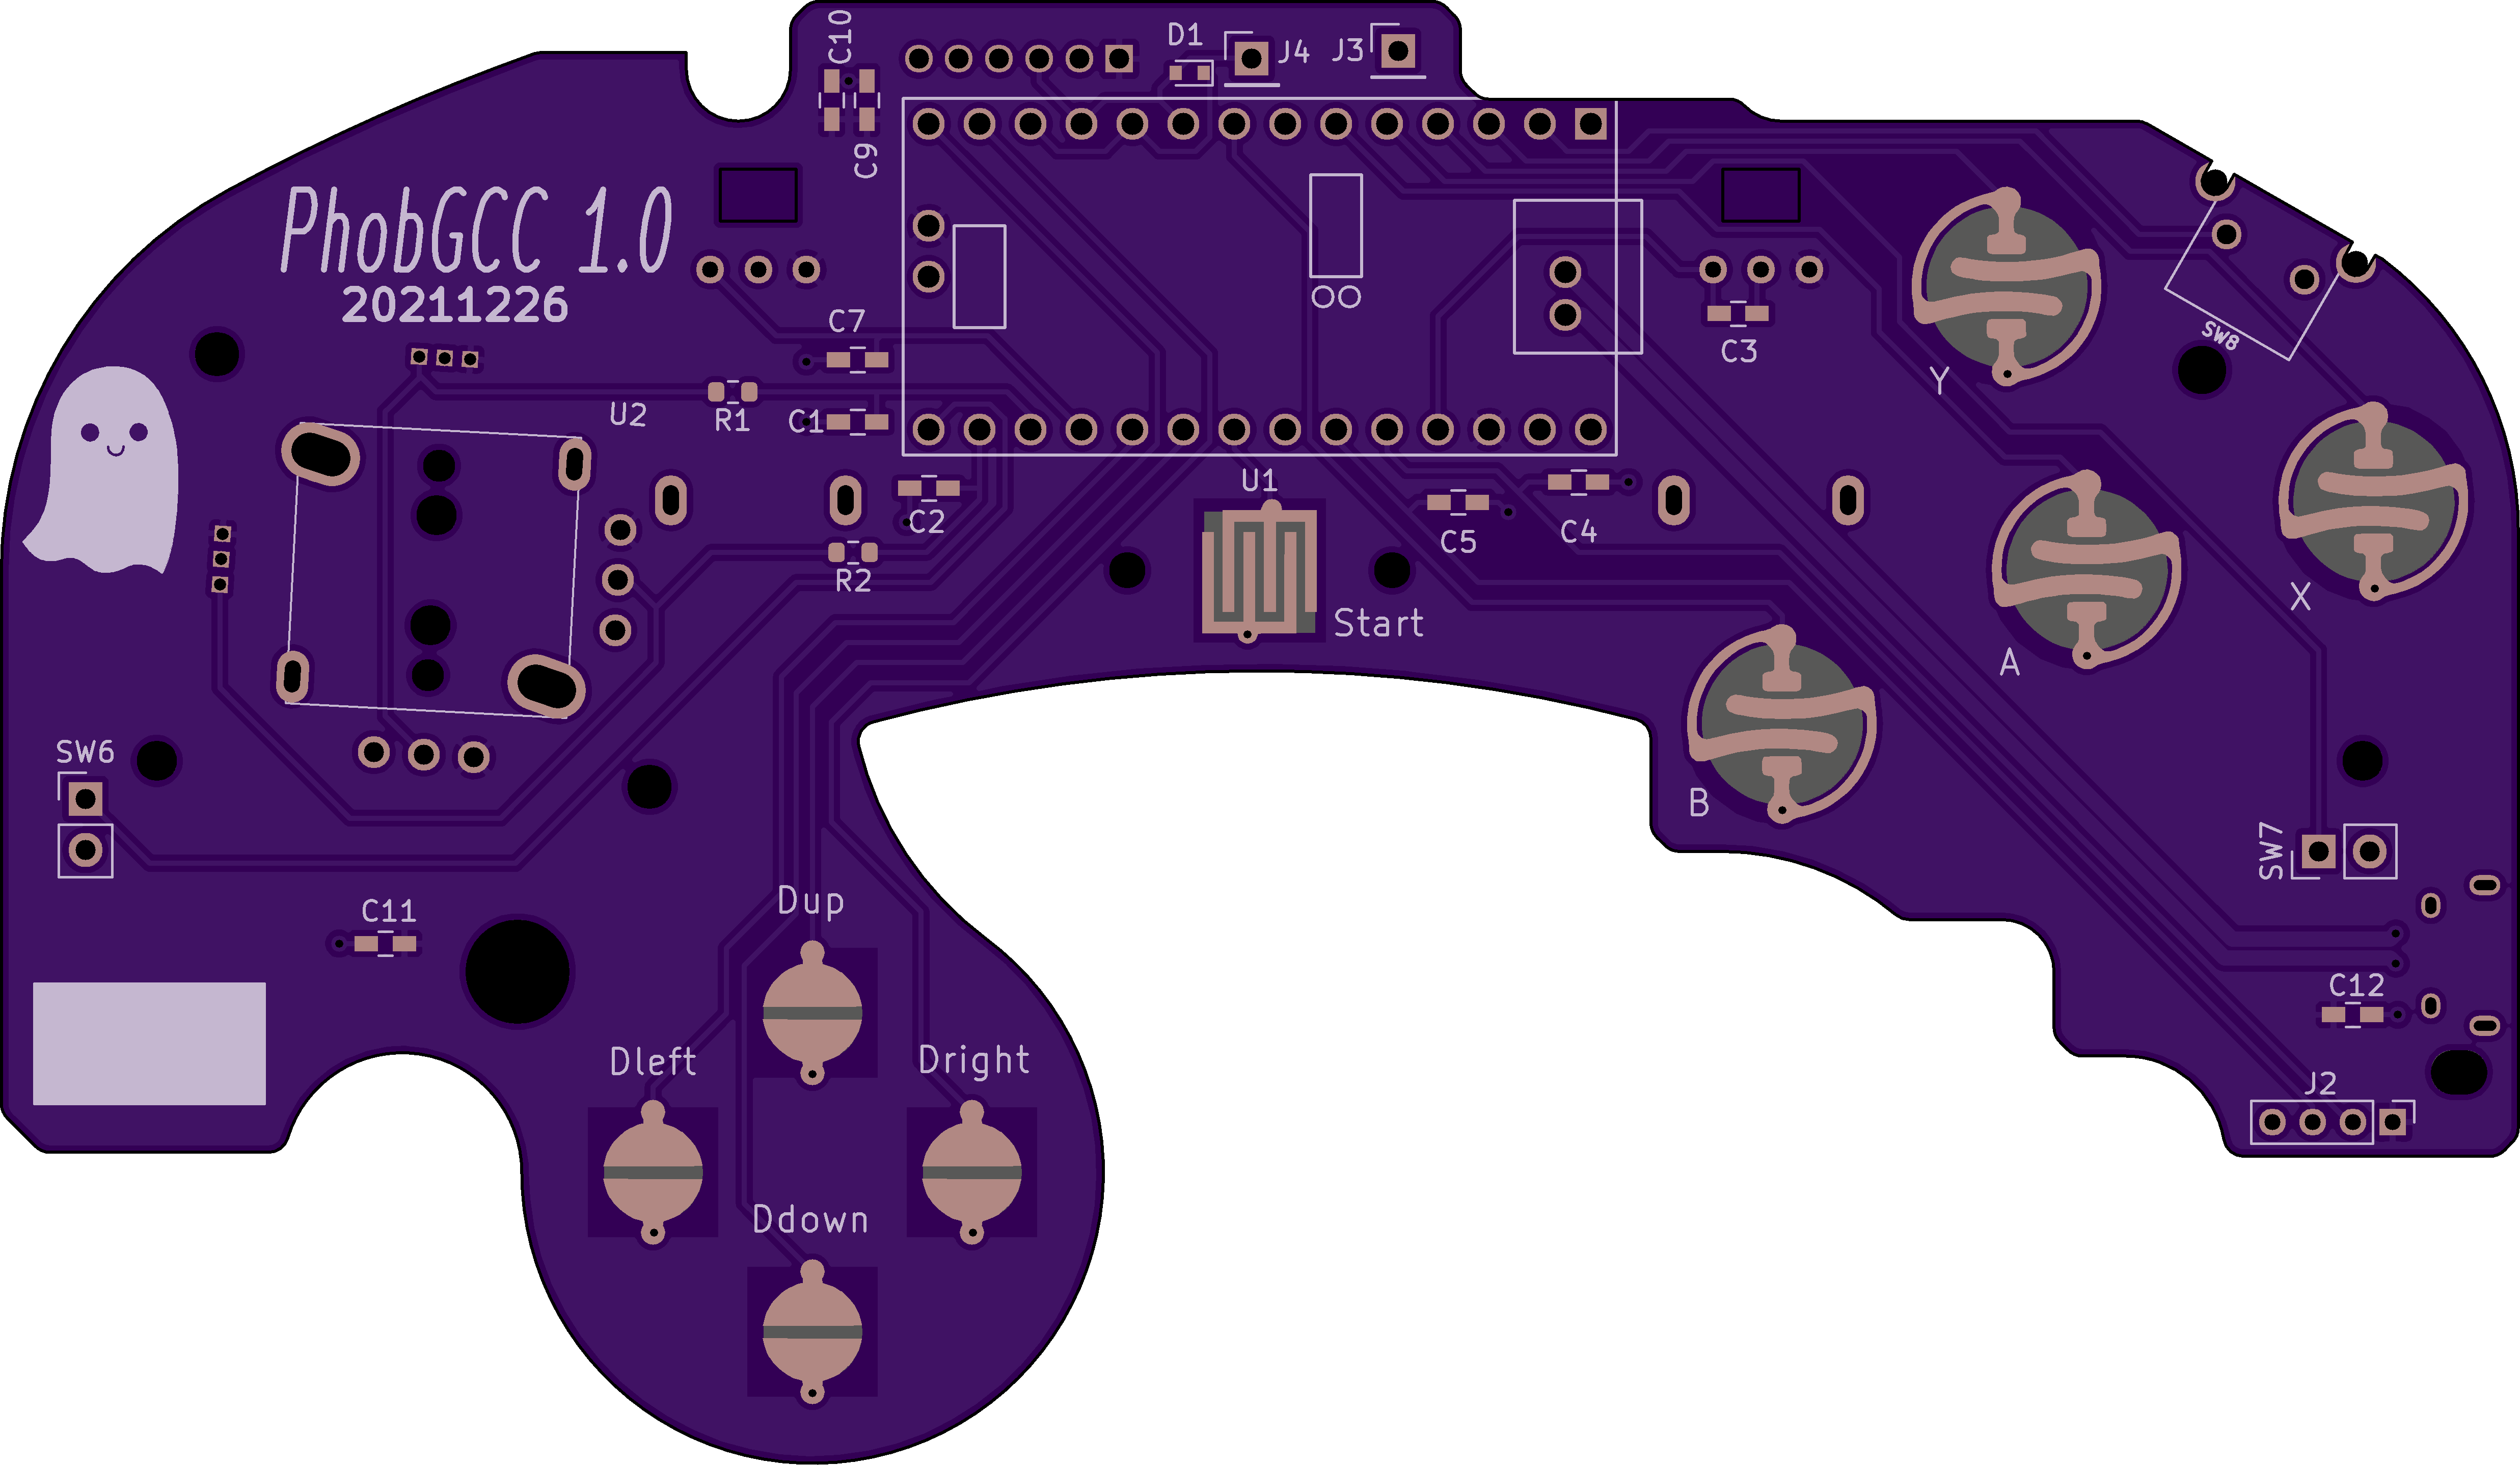 C10
D1
J4
J3
C9
PhobGCC 1.0
20211226
C7
C3
SW8
Y
U2
R1
C1
U1
C2
C5
C4
R2
Start
X
A
SW6
B
SW7
Dup
C11
C12
Dleft
Dright
J2
Ddown